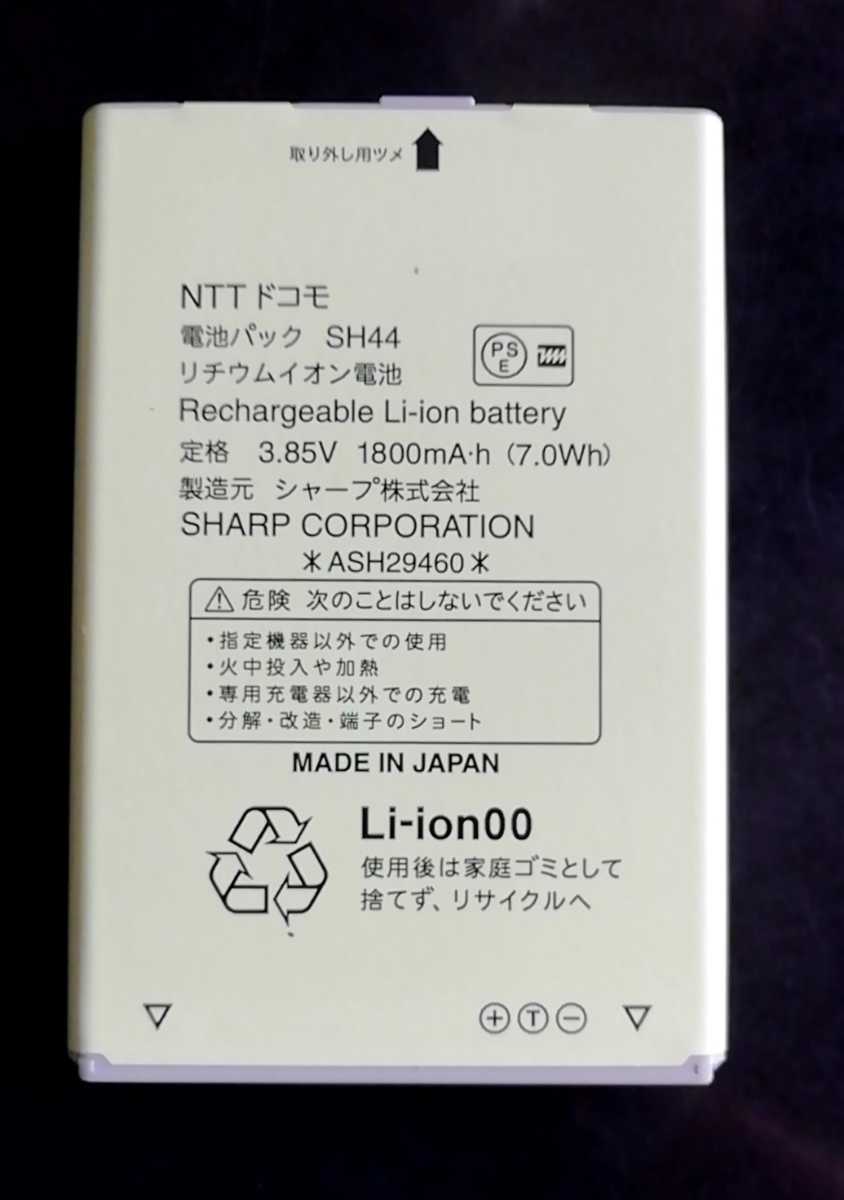 取り外し用ツメ
NTTドコモ
電池パック SH44
リチウムイオン電池
PS
E
Rechargeable Li-ion battery
定格 3.85V 1800mA·h (7.0Wh)
製造元 シャープ株式会社
SHARP CORPORATION
＊ASH29460＊
⚠危険 次のことはしないでください
・指定機器以外での使用
・火中投入や加熱
・専用充電器以外での充電
・分解・改造・端子のショート
MADE IN JAPAN
Li-ion00
使用後は家庭ゴミとして
捨てず、リサイクルへ
⊕ Ⓣ ⊖